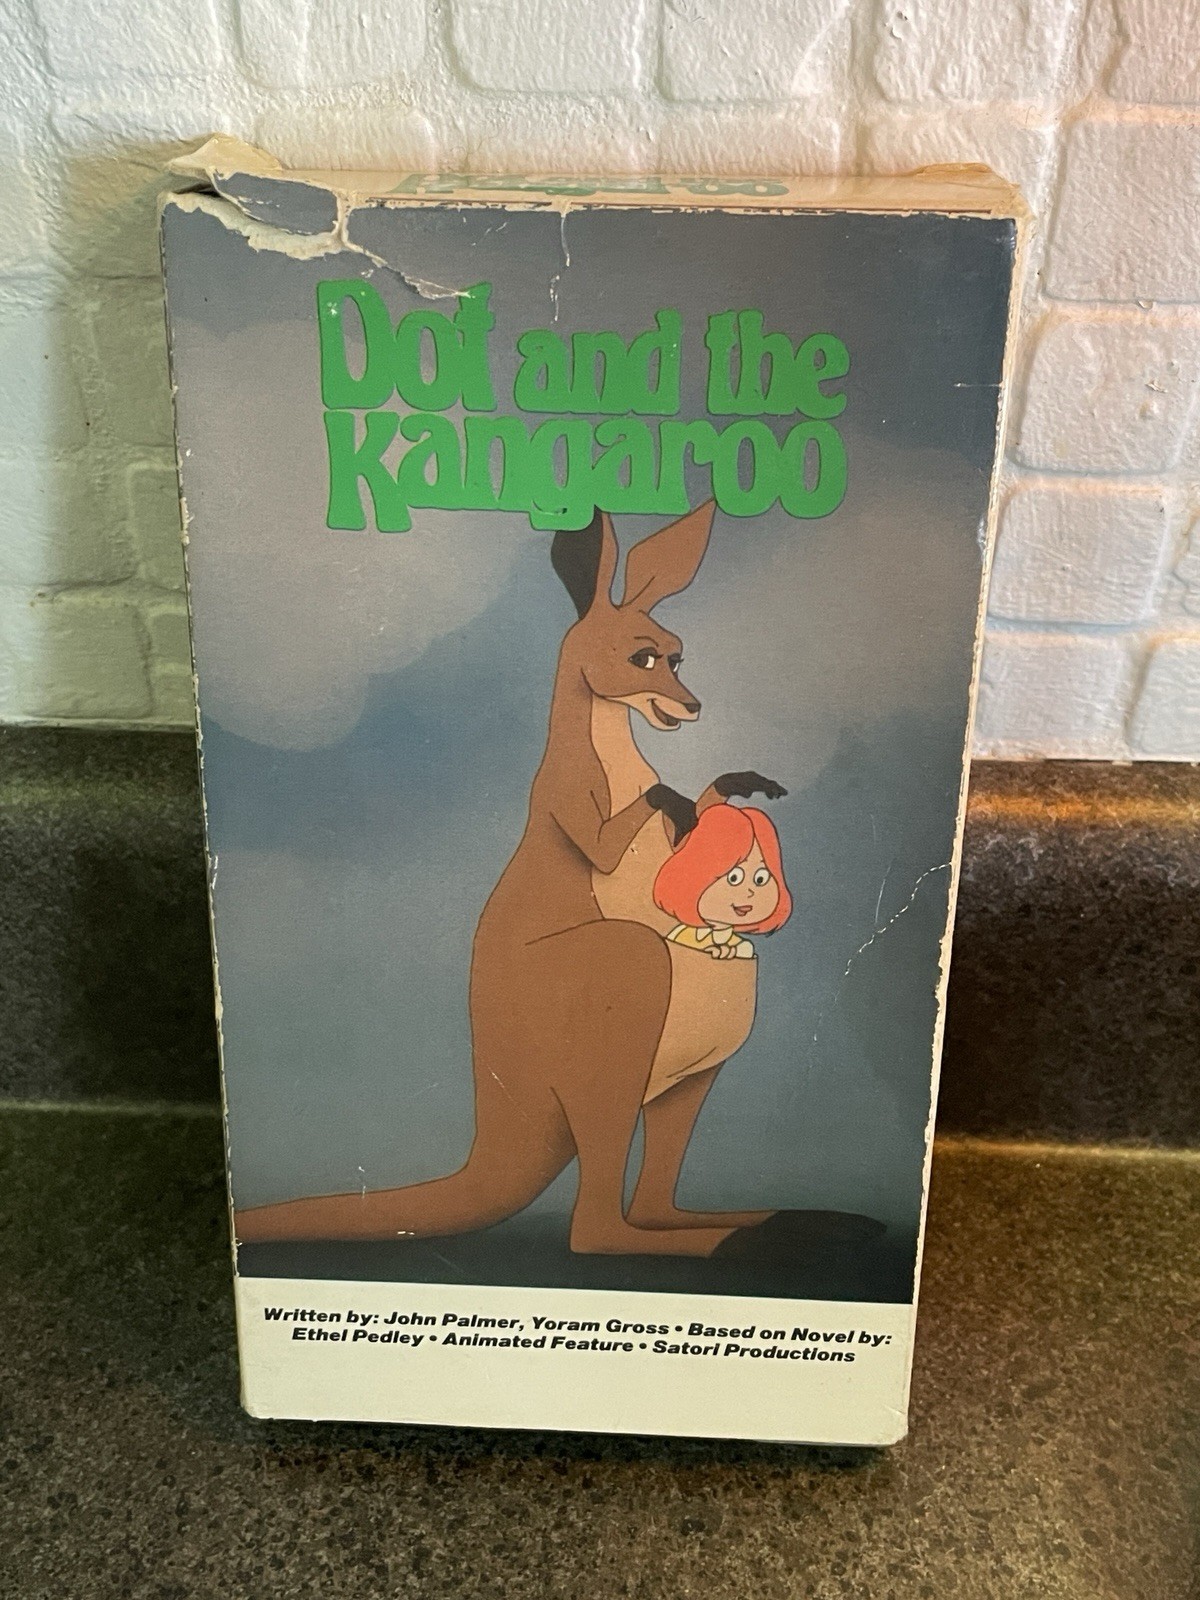 Kangaroo
Dot and the
Kangaroo
Written by: John Palmer, Yoram Gross • Based on Novel by:
Ethel Pedley • Animated Feature • Satori Productions